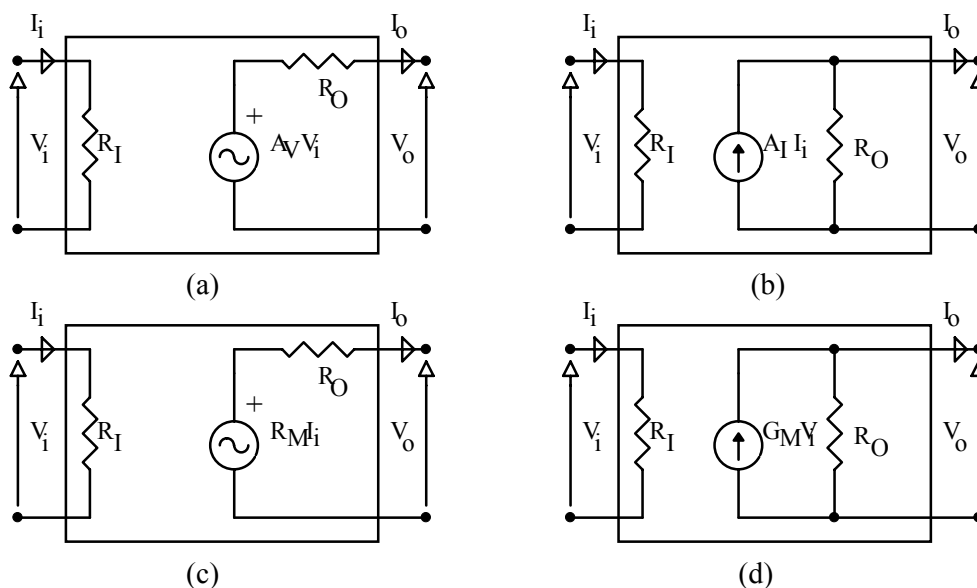 Ii Io Ii Io
RO
+
Vi RI AVVi Vo Vi RI AI Ii RO Vo
(a) (b)
Ii Io Ii Io
RO
+
Vi RI RMIi Vo Vi RI GMVi RO Vo
(c) (d)